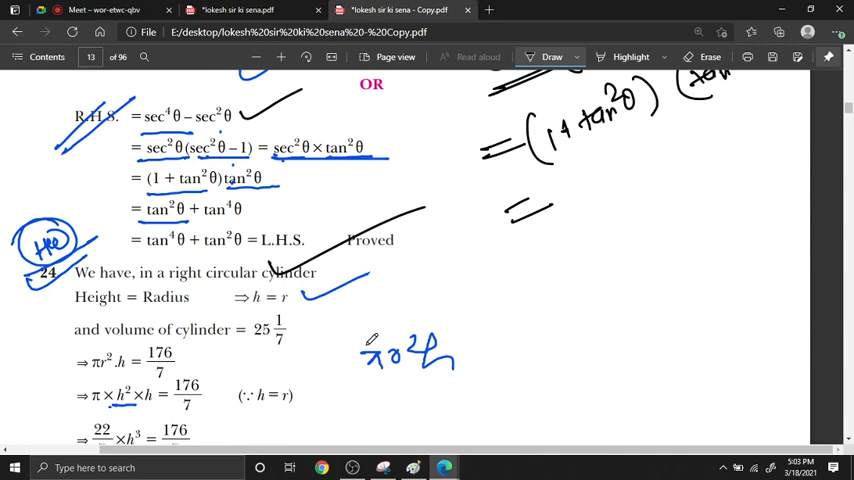 Meet – wor-etwc-qbv
*lokesh sir ki sena.pdf
*lokesh sir ki sena - Copy.pdf
File | E:/desktop/lokesh%20sir%20ki%20sena%20-%20Copy.pdf
Contents 13 of 96 Page view Read aloud Draw Highlight Erase
OR
R.H.S. = sec⁴θ – sec²θ
= sec²θ(sec²θ – 1) = sec²θ × tan²θ
= (1 + tan²θ)tan²θ
= tan²θ + tan⁴θ
= tan⁴θ + tan²θ = L.H.S. Proved
= (1 + tan²θ)
=
24 We have, in a right circular cylinder
Height = Radius ⇒ h = r
and volume of cylinder = 25 1/7
⇒ πr².h = 176/7
πr²h
⇒ π × h² × h = 176/7 (∵ h = r)
⇒ 22 × h³ = 176
Type here to search
5:03 PM
3/18/2021